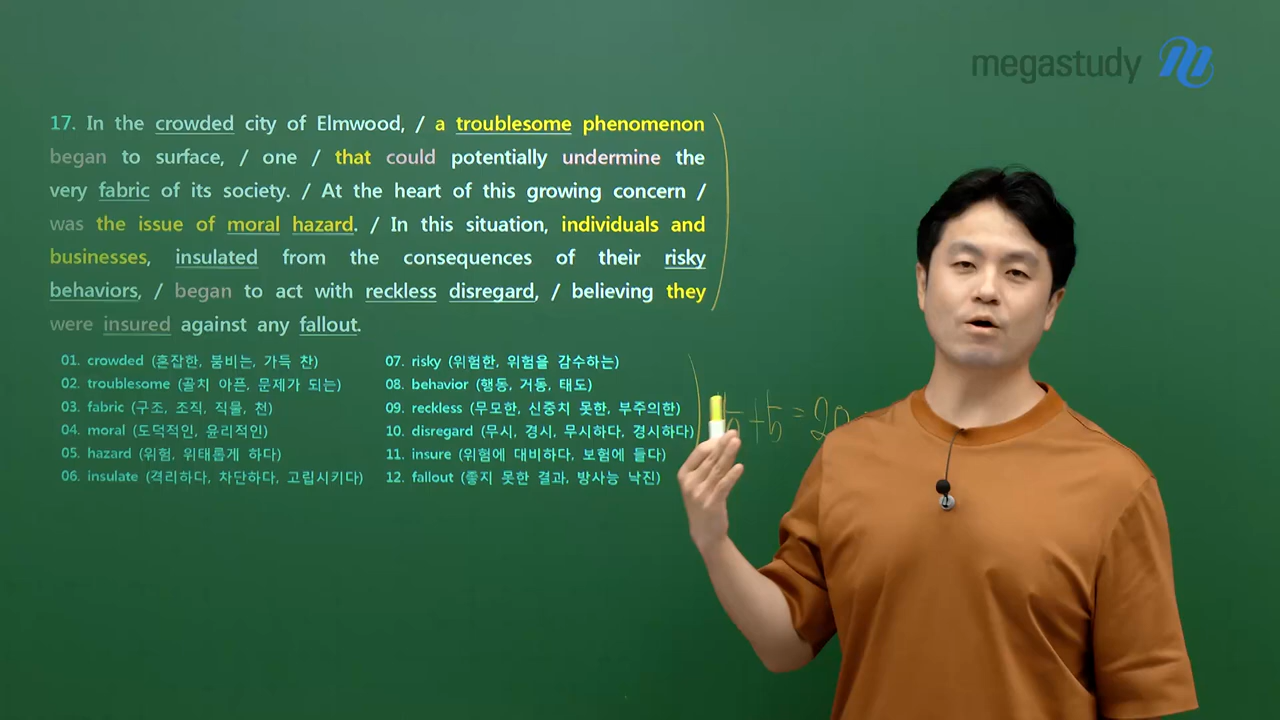 megastudy
17. In the crowded city of Elmwood, / a troublesome phenomenon
began to surface, / one / that could potentially undermine the
very fabric of its society. / At the heart of this growing concern /
was the issue of moral hazard. / In this situation, individuals and
businesses, insulated from the consequences of their risky
behaviors, / began to act with reckless disregard, / believing they
were insured against any fallout.
01. crowded (혼잡한, 붐비는, 가득 찬)
02. troublesome (골치 아픈, 문제가 되는)
03. fabric (구조, 조직, 직물, 천)
04. moral (도덕적인, 윤리적인)
05. hazard (위험, 위태롭게 하다)
06. insulate (격리하다, 차단하다, 고립시키다)
07. risky (위험한, 위험을 감수하는)
08. behavior (행동, 거동, 태도)
09. reckless (무모한, 신중치 못한, 부주의한)
10. disregard (무시, 경시, 무시하다, 경시하다)
11. insure (위험에 대비하다, 보험에 들다)
12. fallout (좋지 못한 결과, 방사능 낙진)
+5=20